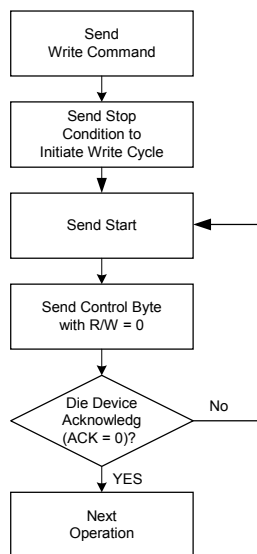 Send
Write Command
Send Stop
Condition to
Initiate Write Cycle
Send Start
Send Control Byte
with R/W = 0
Die Device
Acknowledg
(ACK = 0)?
No
YES
Next
Operation